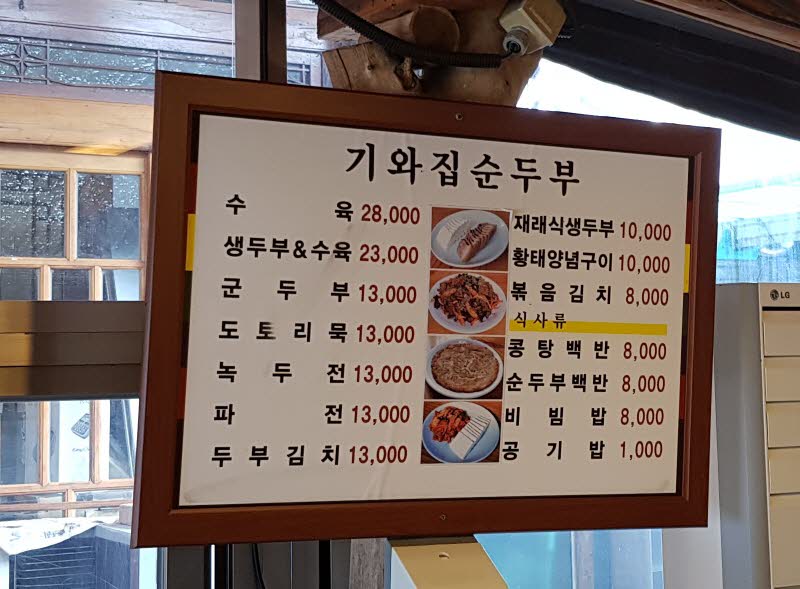 기와집순두부
수육 28,000
생두부&수육 23,000
군두부 13,000
도토리묵 13,000
녹두전 13,000
파전 13,000
두부김치 13,000
재래식생두부 10,000
황태양념구이 10,000
볶음김치 8,000
식사류
콩탕백반 8,000
순두부백반 8,000
비빔밥 8,000
공기밥 1,000
LG